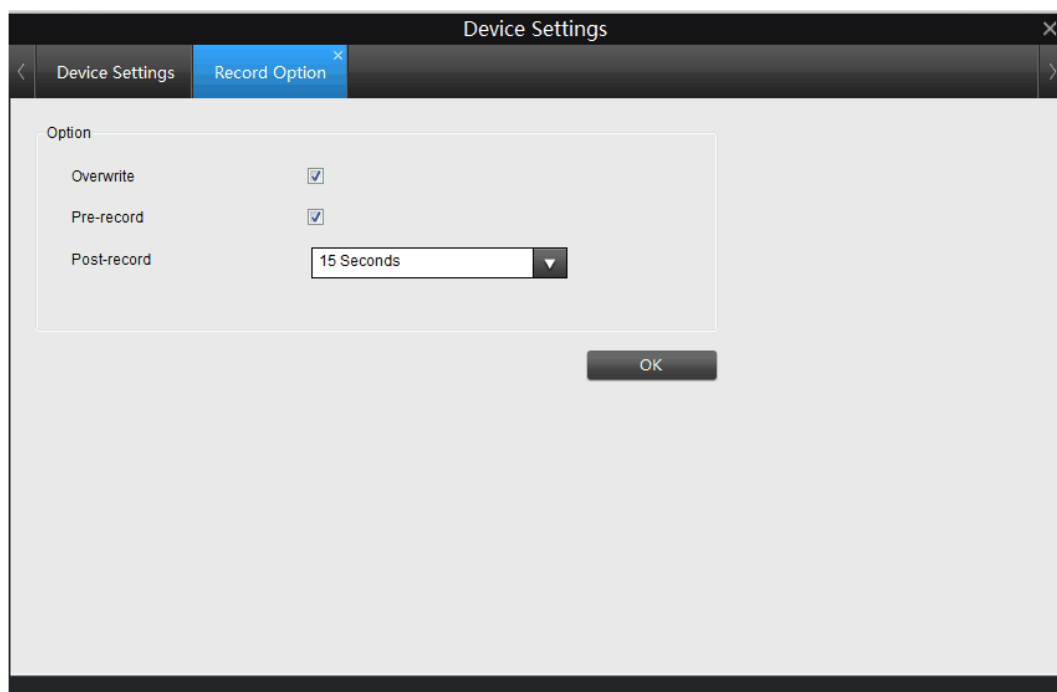 Device Settings
Device Settings
Record Option
Option
Overwrite
Pre-record
Post-record
15 Seconds
OK